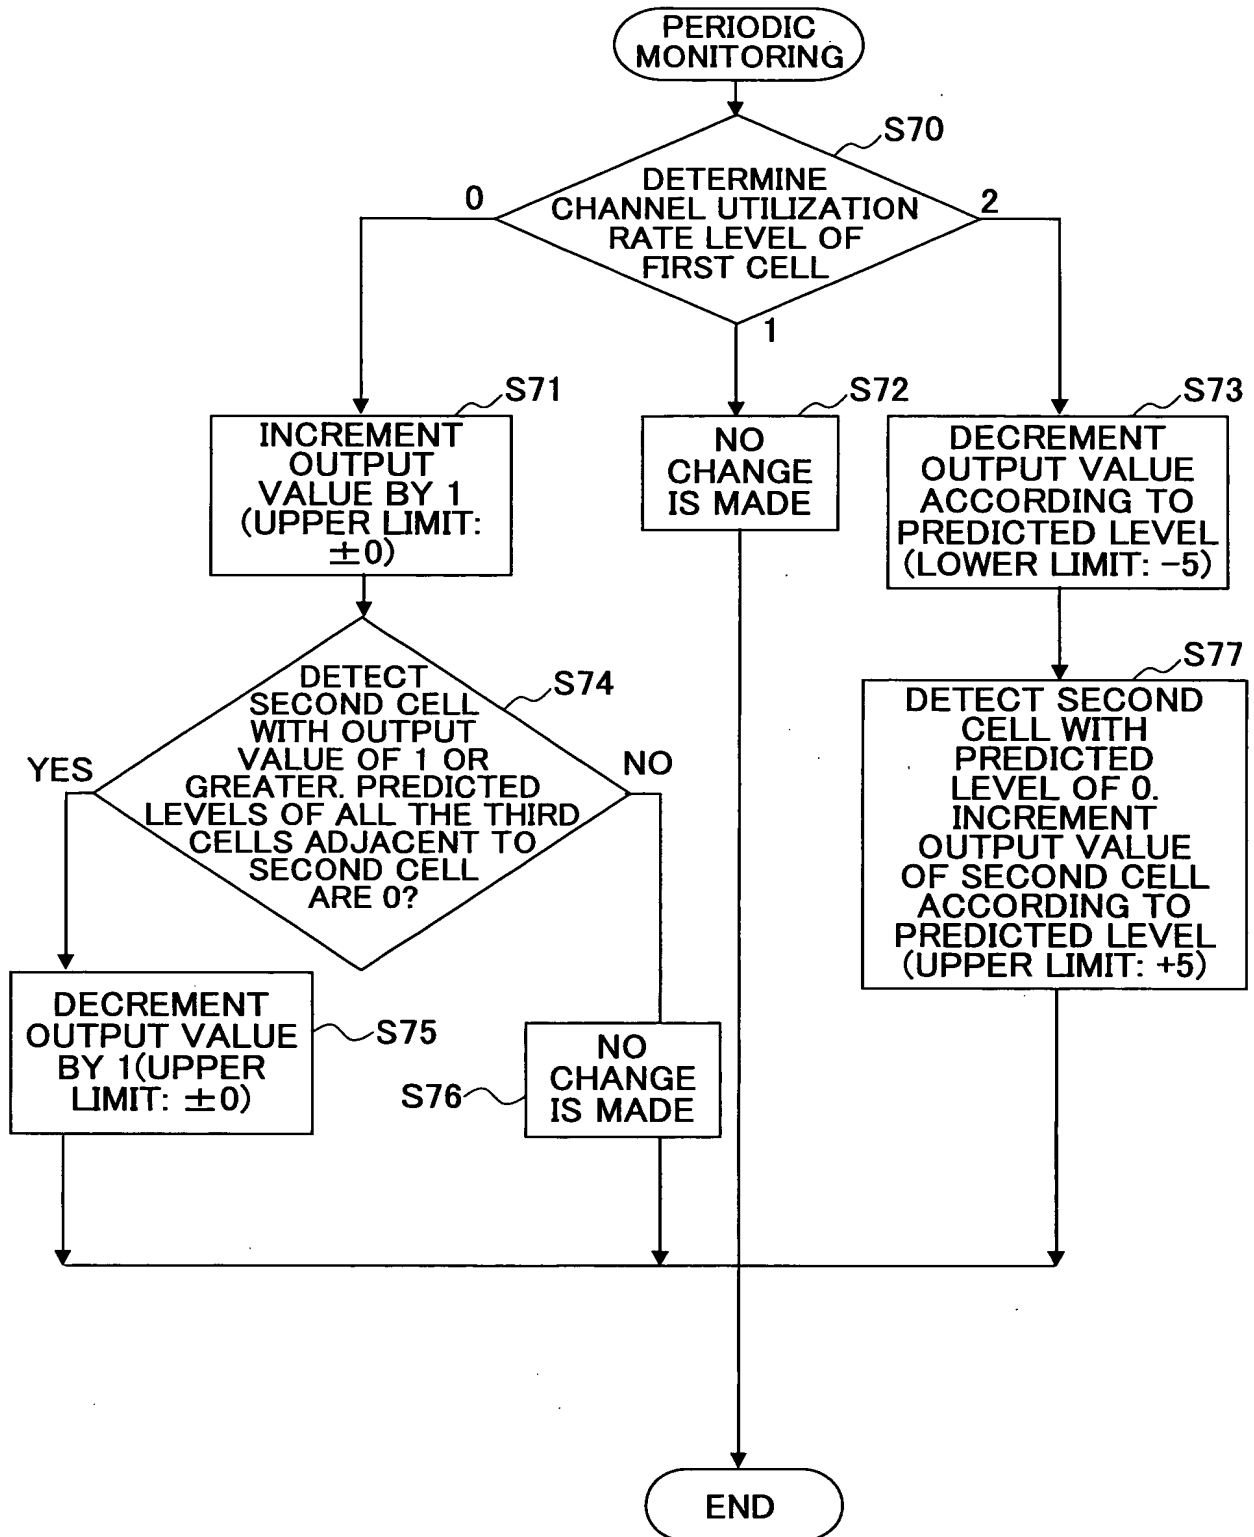 PERIODIC
MONITORING
S70
DETERMINE
CHANNEL UTILIZATION
RATE LEVEL OF
FIRST CELL
0
2
1
S71
INCREMENT
OUTPUT
VALUE BY 1
(UPPER LIMIT:
±0)
S72
NO
CHANGE
IS MADE
S73
DECREMENT
OUTPUT VALUE
ACCORDING TO
PREDICTED LEVEL
(LOWER LIMIT: −5)
S74
DETECT
SECOND CELL
WITH OUTPUT
VALUE OF 1 OR
GREATER. PREDICTED
LEVELS OF ALL THE THIRD
CELLS ADJACENT TO
SECOND CELL
ARE 0?
YES
NO
S77
DETECT SECOND
CELL WITH
PREDICTED
LEVEL OF 0.
INCREMENT
OUTPUT VALUE
OF SECOND CELL
ACCORDING TO
PREDICTED LEVEL
(UPPER LIMIT: +5)
DECREMENT
OUTPUT VALUE
BY 1(UPPER
LIMIT: ±0)
S75
S76
NO
CHANGE
IS MADE
END